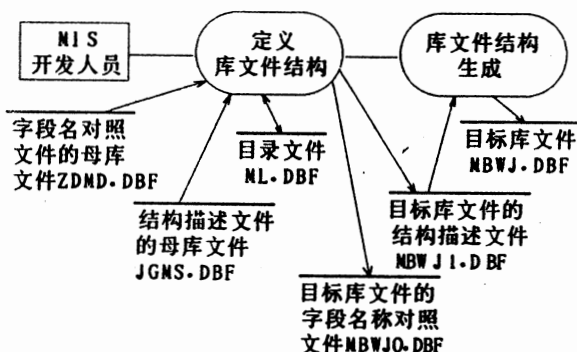 MIS
开发人员
定义
库文件结构
库文件结构
生成
字段名对照
文件的母库
文件ZDMD.DBF
目录文件
ML.DBF
目标库文件
MBWJ.DBF
结构描述文件
的母库文件
JGMS.DBF
目标库文件的
结构描述文件
MBWJ1.DBF
目标库文件的
字段名称对照
文件MBWJ0.DBF